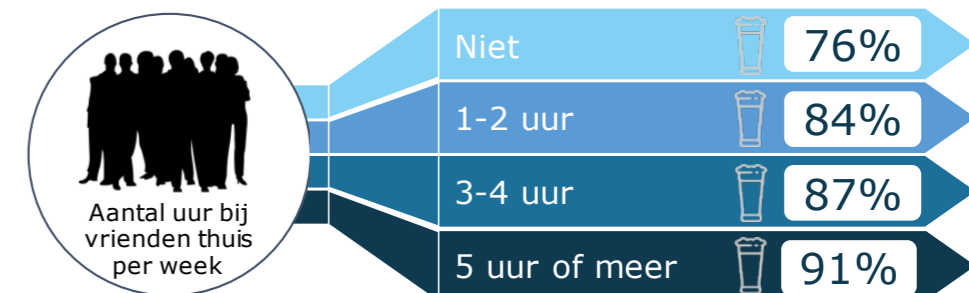 Aantal uur bij
vrienden thuis
per week
Niet 76%
1-2 uur 84%
3-4 uur 87%
5 uur of meer 91%